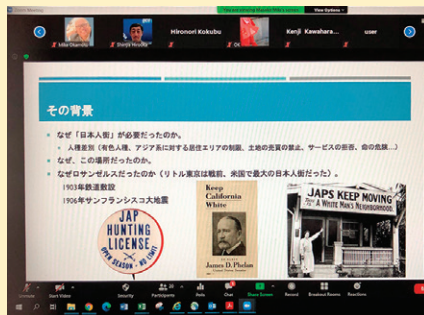 Zoom Meeting
View Options
Mike Okamoto
Shinjiro Hirooka
Hironori Kokubu
Kenji Kawahara...
user
その背景
なぜ「日本人街」が必要だったのか。
人種差別(有色人種、アジア系に対する居住エリアの制限、土地の売買の禁止、サービスの拒否、命の危険…)
なぜ、この場所だったのか。
なぜロサンゼルスだったのか(リトル東京は戦前、米国で最大の日本人街だった)。
1903年鉄道敷設
1906年サンフランシスコ大地震
JAP
HUNTING
LICENSE
OPEN SEASON - NO LIMIT
Keep
California
White
James D. Phelan
JAPS KEEP MOVING
THIS IS A WHITE MAN'S NEIGHBORHOOD.
Unmute
Start Video
Security
Participants
Polls
Chat
Share Screen
Record
Breakout Rooms
Reactions